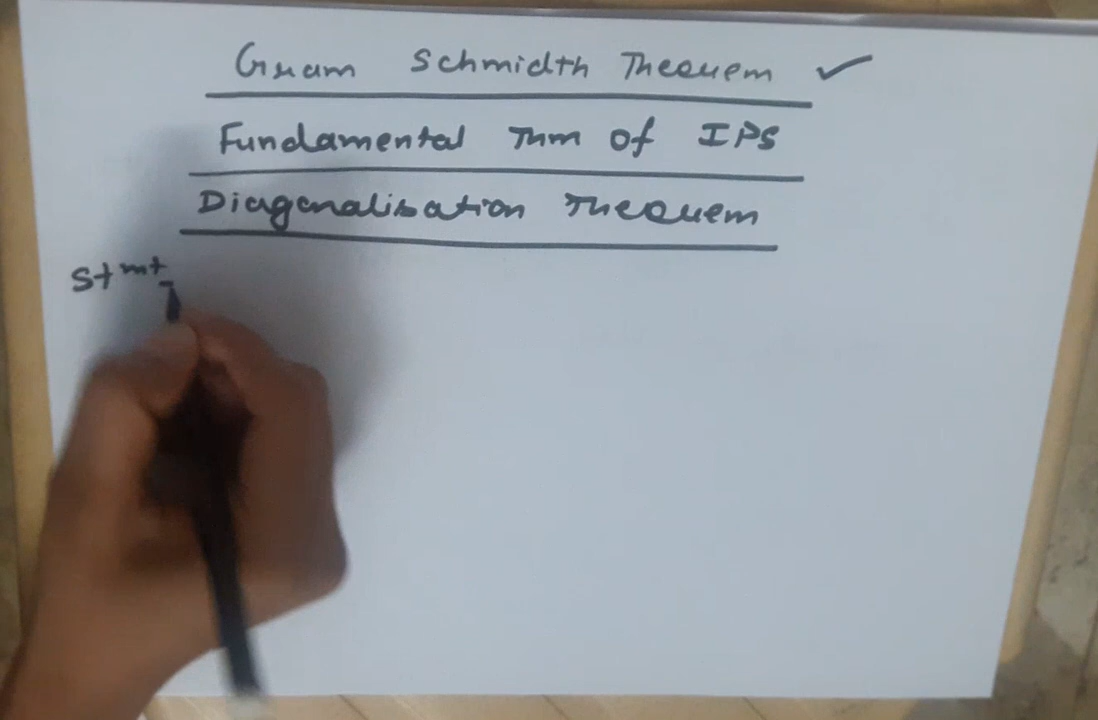 Gram Schmidth Theorem ✓
Fundamental Thm of IPS
Diagonalisation Theorem
Stmt -